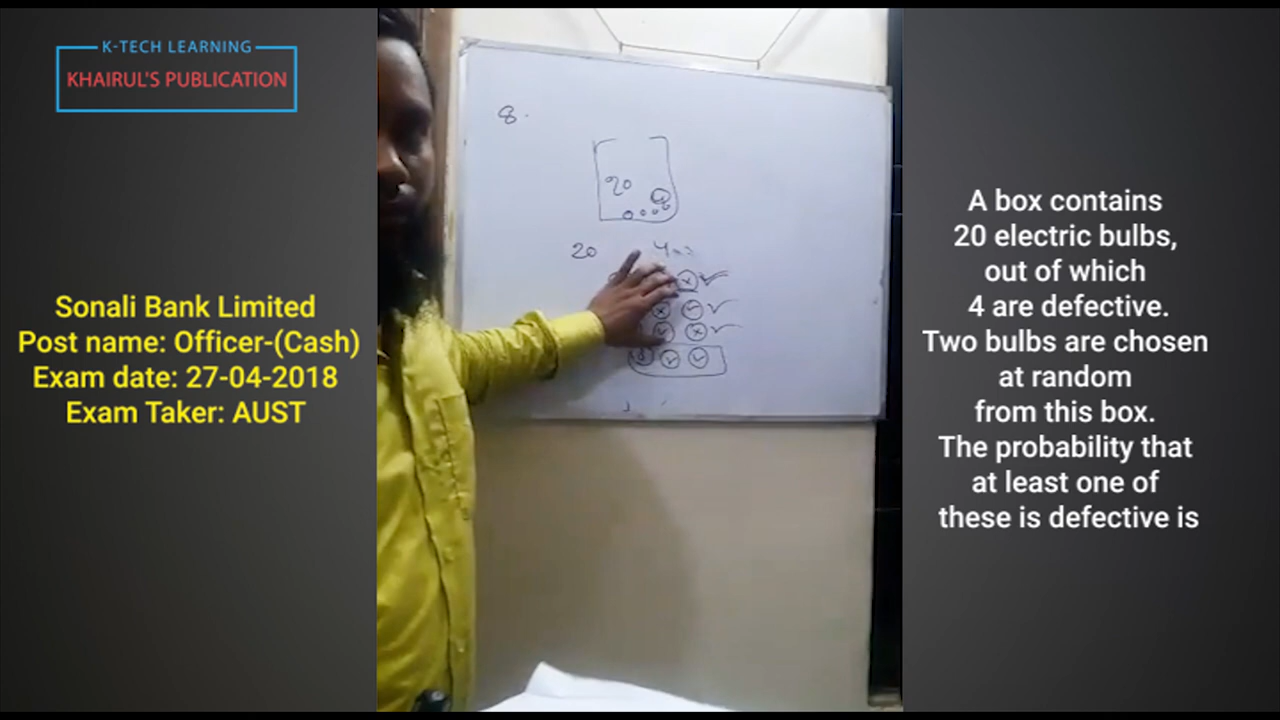 K-TECH LEARNING
KHAIRUL'S PUBLICATION
Sonali Bank Limited
Post name: Officer-(Cash)
Exam date: 27-04-2018
Exam Taker: AUST
8.
20
20
A box contains
20 electric bulbs,
out of which
4 are defective.
Two bulbs are chosen
at random
from this box.
The probability that
at least one of
these is defective is